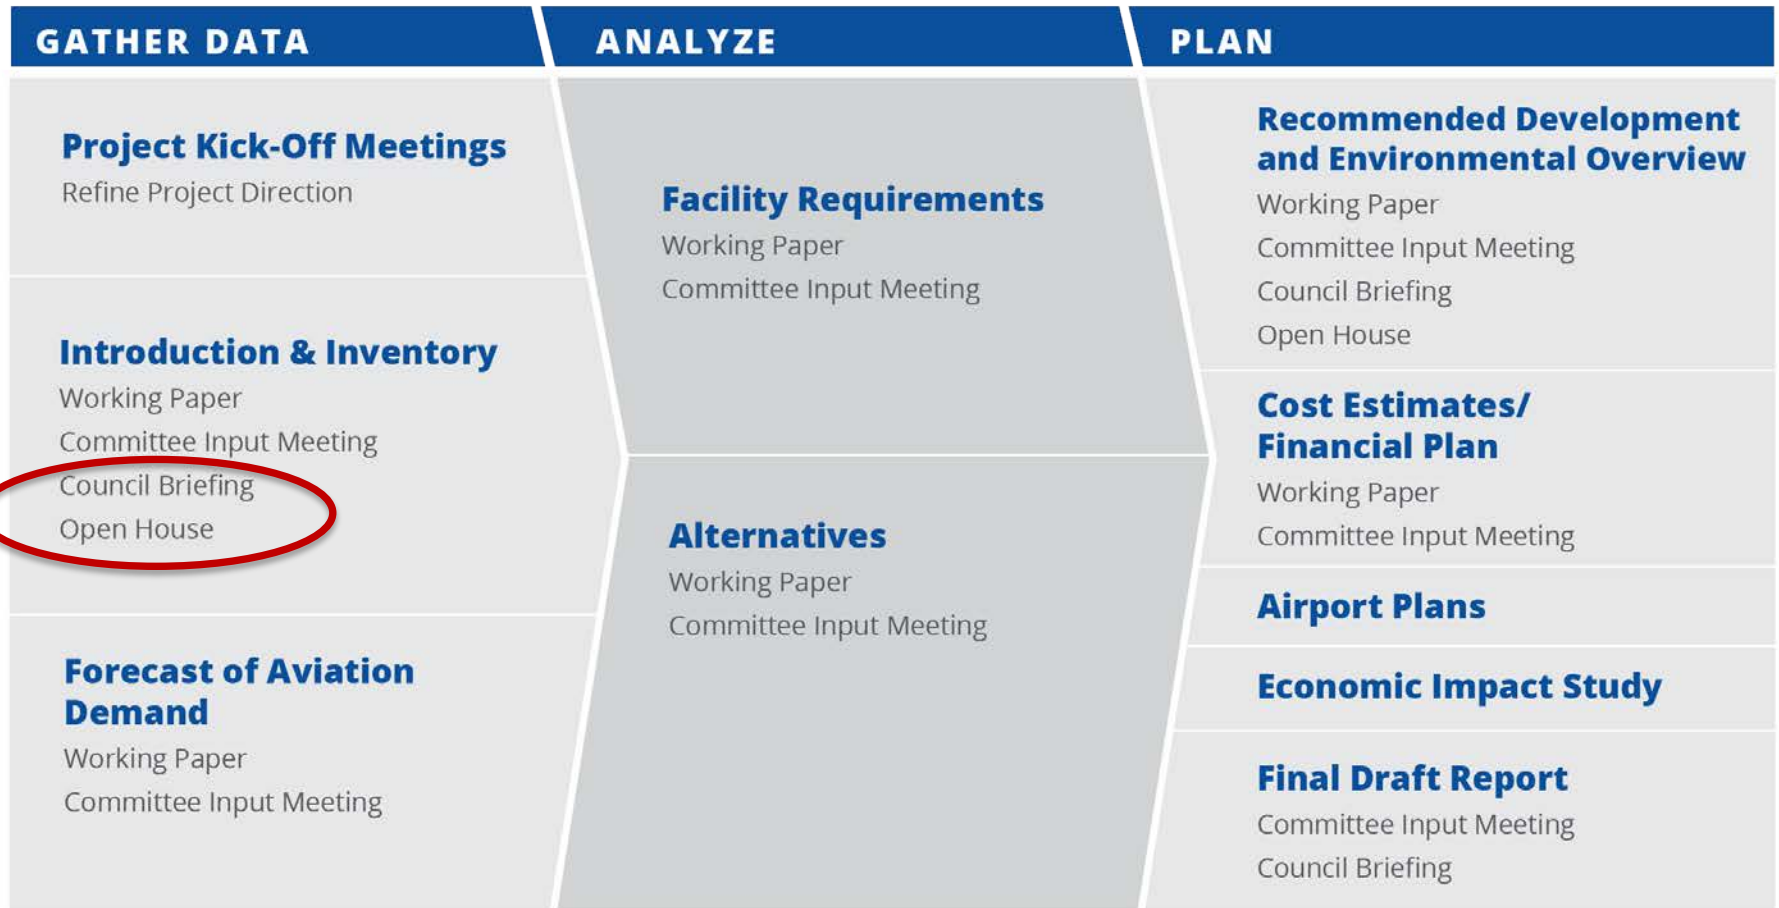 GATHER DATA
Project Kick-Off Meetings
Refine Project Direction
Introduction & Inventory
Working Paper
Committee Input Meeting
Council Briefing
Open House
Forecast of Aviation
Demand
Working Paper
Committee Input Meeting
ANALYZE
Facility Requirements
Working Paper
Committee Input Meeting
Alternatives
Working Paper
Committee Input Meeting
PLAN
Recommended Development
and Environmental Overview
Working Paper
Committee Input Meeting
Council Briefing
Open House
Cost Estimates/
Financial Plan
Working Paper
Committee Input Meeting
Airport Plans
Economic Impact Study
Final Draft Report
Committee Input Meeting
Council Briefing